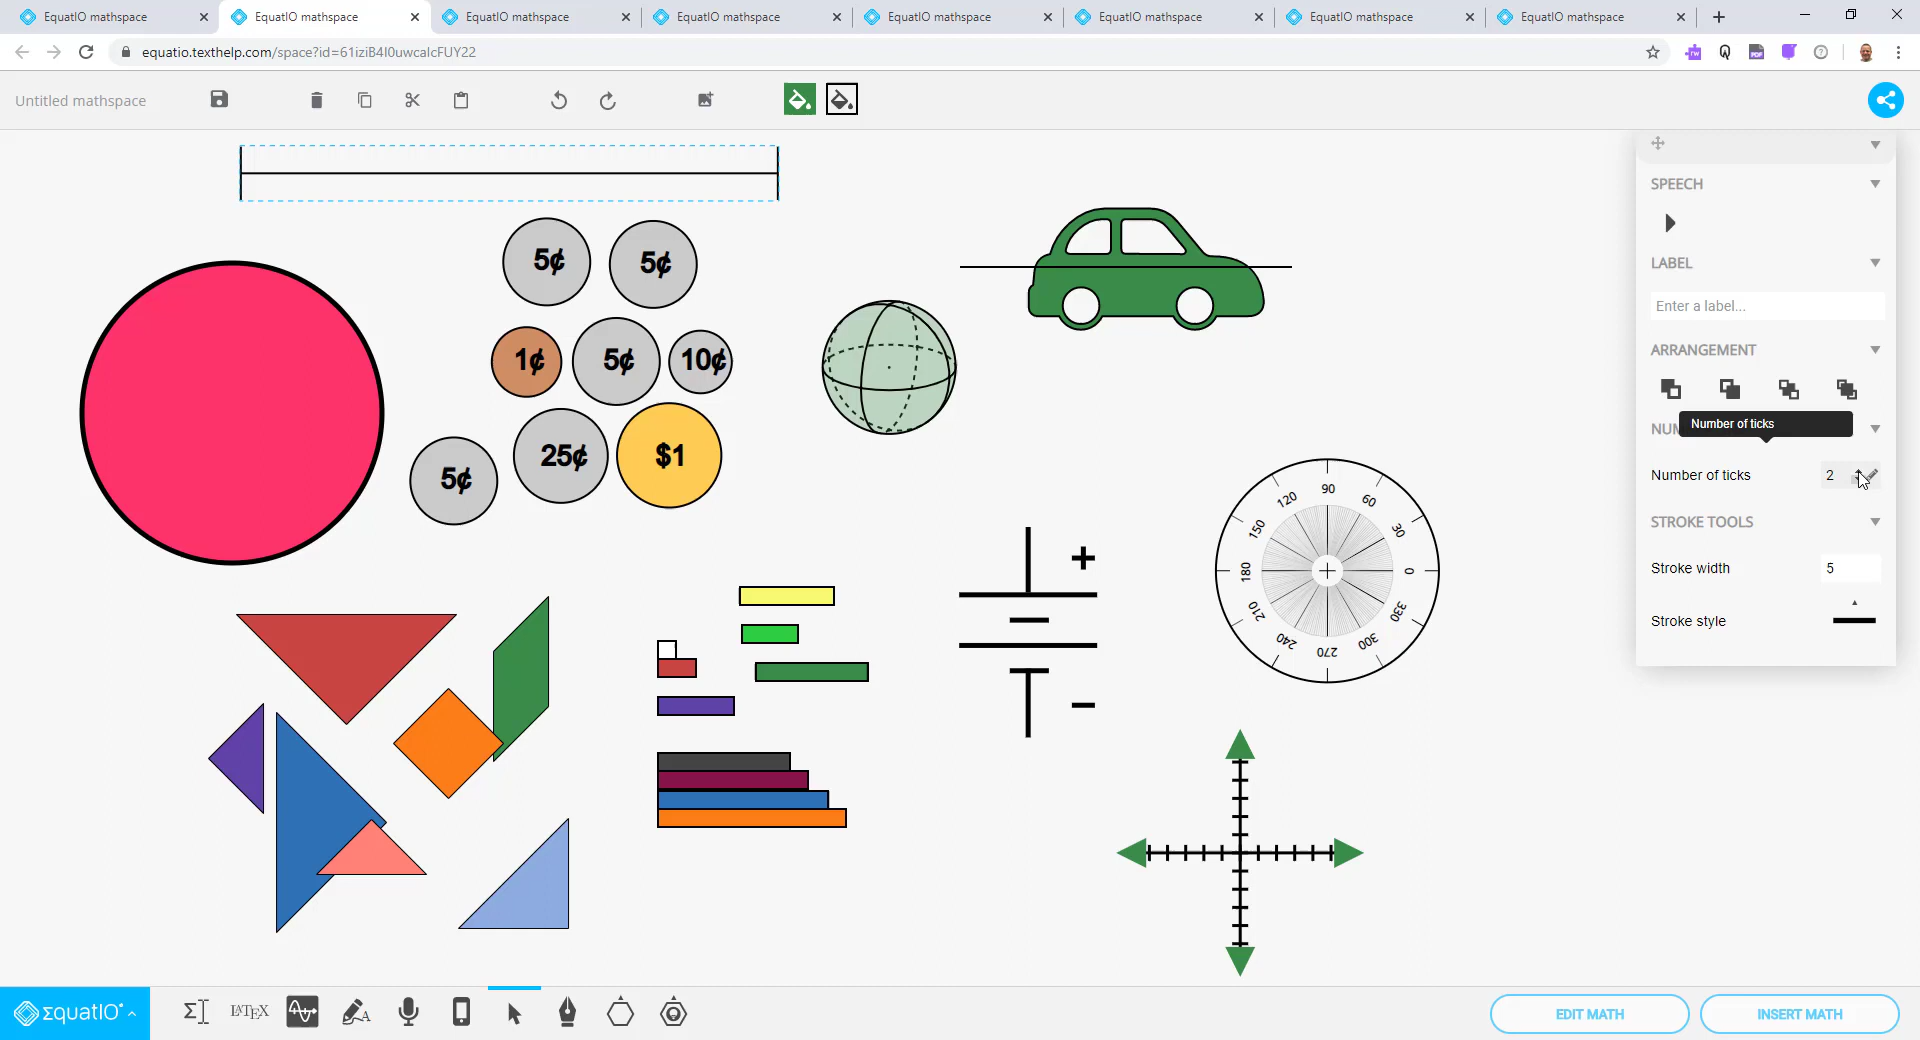 EquatIO mathspace
EquatIO mathspace
EquatIO mathspace
EquatIO mathspace
EquatIO mathspace
EquatIO mathspace
EquatIO mathspace
EquatIO mathspace
equatio.texthelp.com/space?id=61iziB4I0uwcalcFUY22
Untitled mathspace
5¢ 5¢
1¢ 5¢ 10¢
5¢ 25¢ $1
+
−
0 30 60 90 120 150 180 210 240 270 300 330
SPEECH
LABEL
Enter a label...
ARRANGEMENT
Number of ticks
NUM
Number of ticks 2
STROKE TOOLS
Stroke width 5
Stroke style
ΣquatIO
Σ LATEX A
EDIT MATH
INSERT MATH